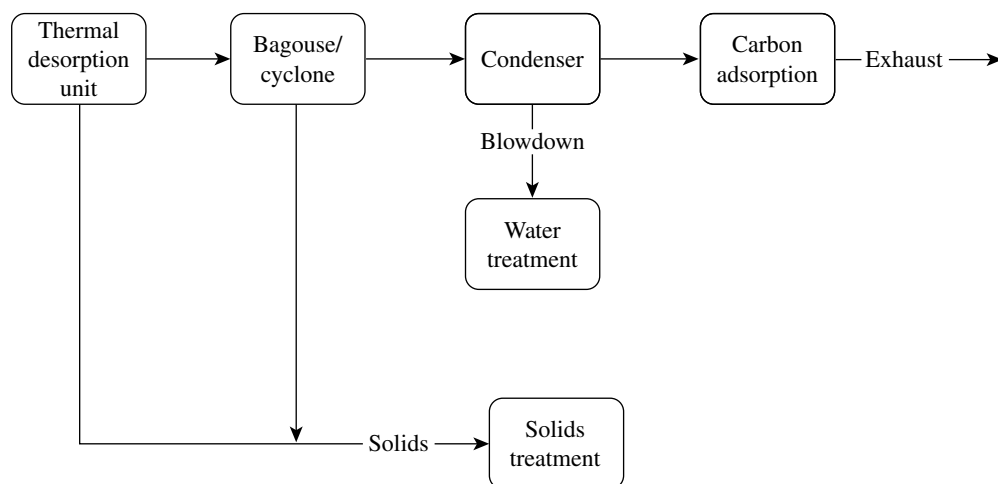 Thermal
desorption
unit
Bagouse/
cyclone
Condenser
Carbon
adsorption
Exhaust
Blowdown
Water
treatment
Solids
Solids
treatment